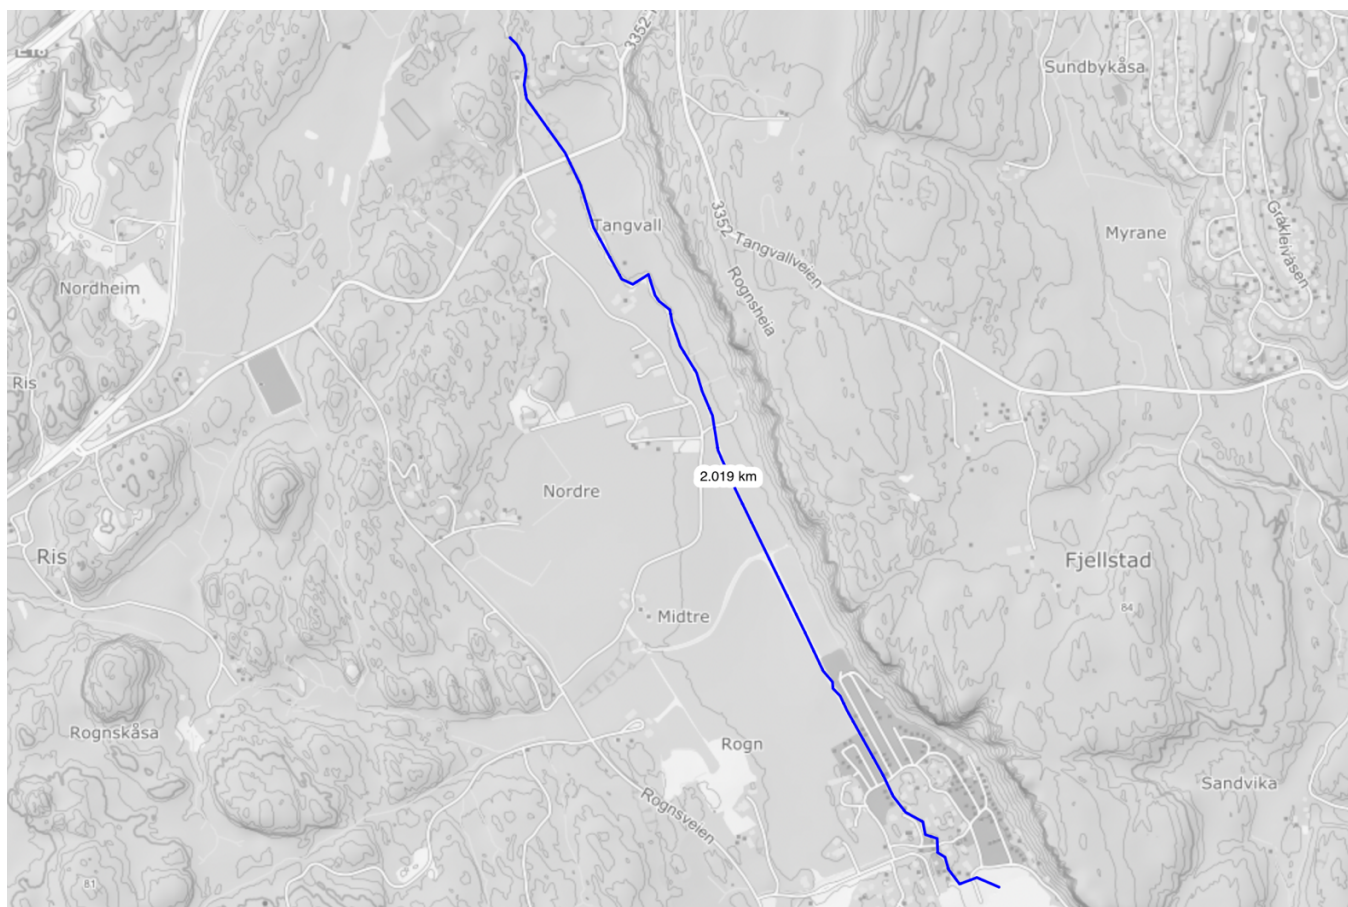 E 18
3352
Sundbykåsa
Gråkleivåsen
3352 Tangvallveien
Tangvall
Myrane
Rognsheia
Nordheim
Ris
2.019 km
Nordre
Ris
Fjellstad
84
Midtre
Rognskåsa
Rogn
Sandvika
Rognsveien
81